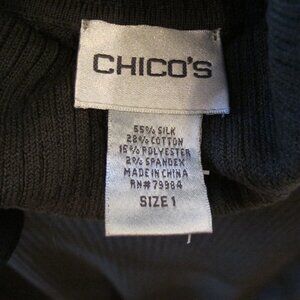 CHICO'S
55% SILK
28% COTTON
15% POLYESTER
2% SPANDEX
MADE IN CHINA
RN#79984
SIZE 1